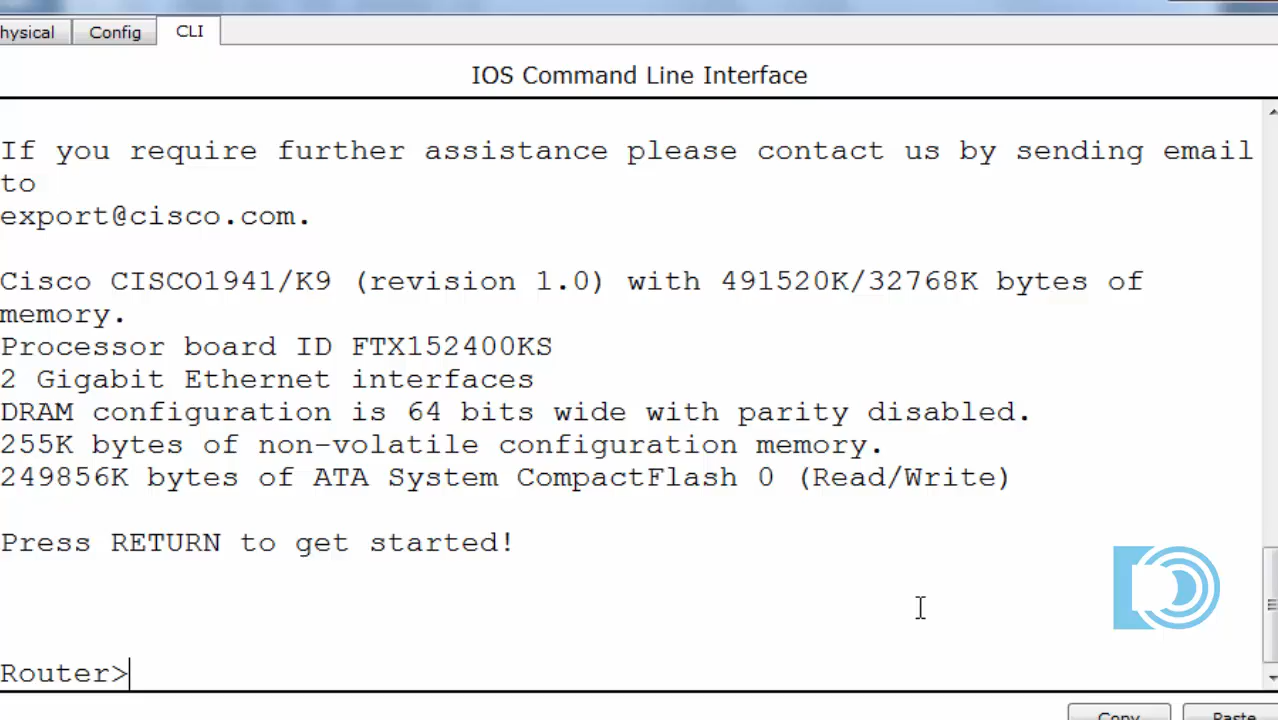 hysical Config CLI
IOS Command Line Interface
If you require further assistance please contact us by sending email
to
export@cisco.com.
Cisco CISCO1941/K9 (revision 1.0) with 491520K/32768K bytes of
memory.
Processor board ID FTX152400KS
2 Gigabit Ethernet interfaces
DRAM configuration is 64 bits wide with parity disabled.
255K bytes of non-volatile configuration memory.
249856K bytes of ATA System CompactFlash 0 (Read/Write)
Press RETURN to get started!
Router>
Copy Paste